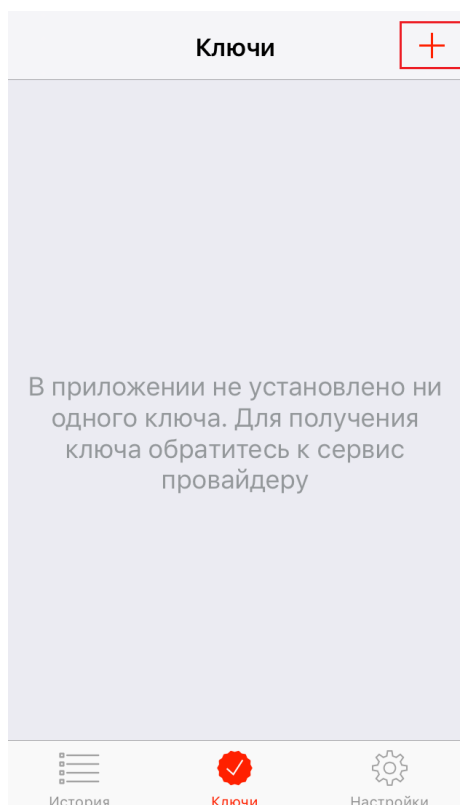 Ключи
В приложении не установлено ни
одного ключа. Для получения
ключа обратитесь к сервис
провайдеру
История
Ключи
Настройки